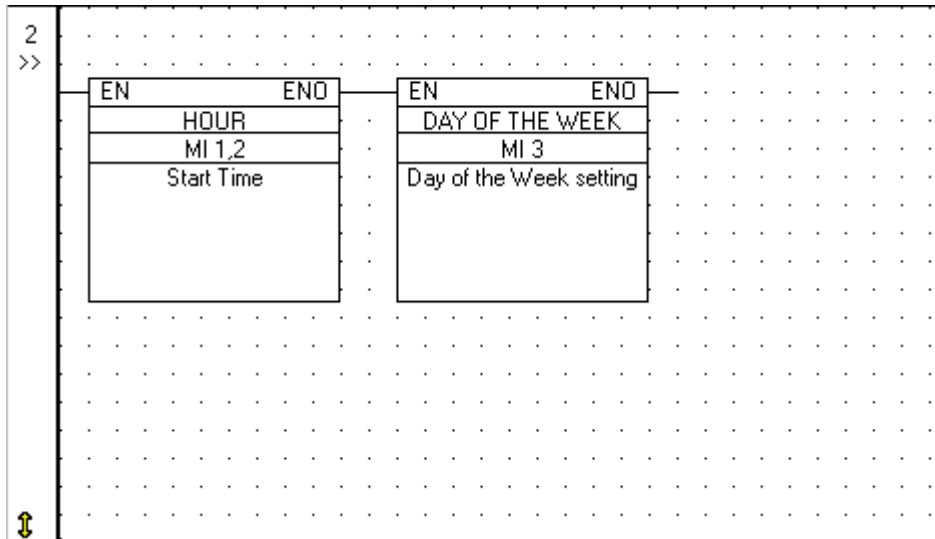 2
>>
EN ENO
HOUR
MI 1,2
Start Time
EN ENO
DAY OF THE WEEK
MI 3
Day of the Week setting